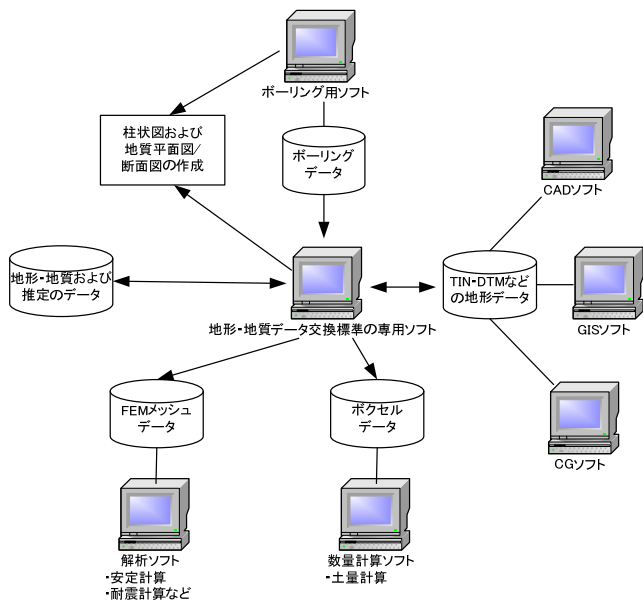 ボーリング用ソフト
柱状図および
地質平面図/
断面図の作成
ボーリング
データ
CADソフト
地形・地質および
推定のデータ
TIN・DTMなど
の地形データ
地形・地質データ交換標準の専用ソフト
GISソフト
FEMメッシュ
データ
ボクセル
データ
CGソフト
解析ソフト
・安定計算
・耐震計算など
数量計算ソフト
・土量計算